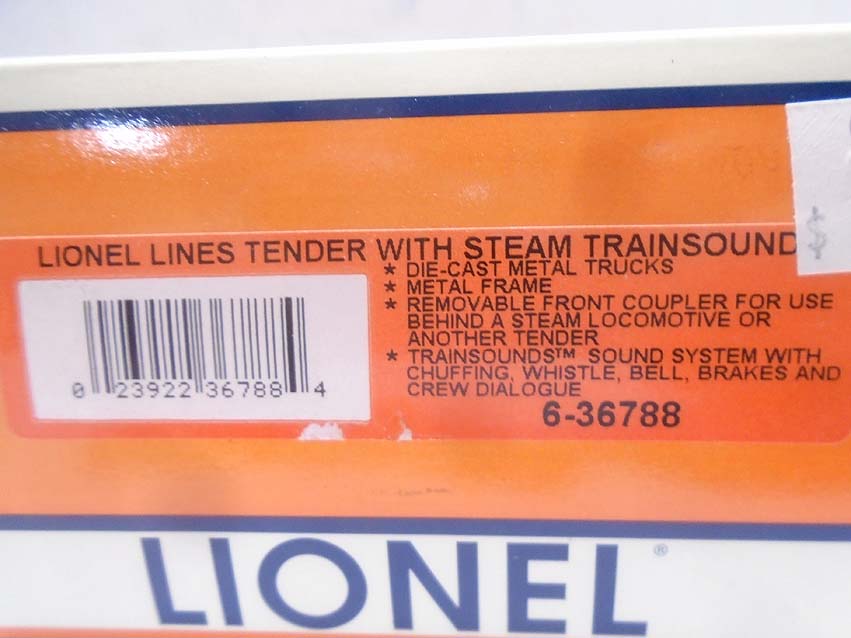 LIONEL LINES TENDER WITH STEAM TRAINSOUND
* DIE-CAST METAL TRUCKS
* METAL FRAME
* REMOVABLE FRONT COUPLER FOR USE
BEHIND A STEAM LOCOMOTIVE OR
ANOTHER TENDER
* TRAINSOUNDS™ SOUND SYSTEM WITH
CHUFFING, WHISTLE, BELL, BRAKES AND
CREW DIALOGUE
6-36788
0 23922 36788 4
$
LIONEL®